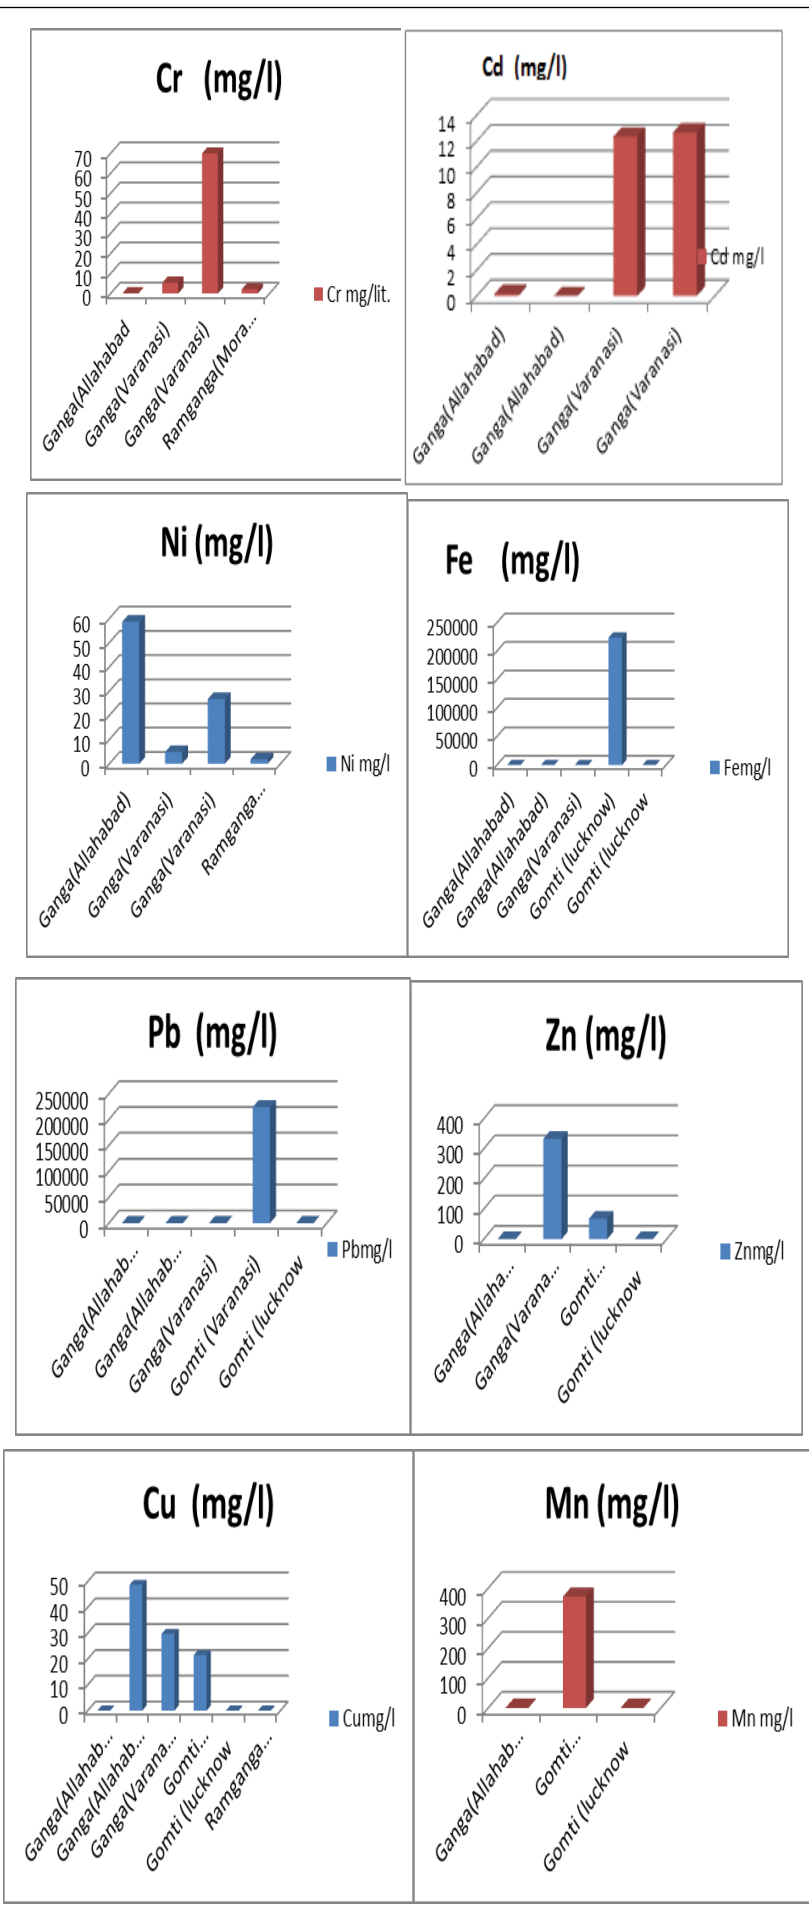 Cr (mg/l)
70
60
50
40
30
20
10
0
Cr mg/lit.
Ganga(Allahabad
Ganga(Varanasi)
Ganga(Varanasi)
Ramganga(Mora...
Cd (mg/l)
14
12
10
8
6
4
2
0
Cd mg/l
Ganga(Allahabad)
Ganga(Allahabad)
Ganga(Varanasi)
Ganga(Varanasi)
Ni (mg/l)
60
50
40
30
20
10
0
Ni mg/l
Ganga(Allahabad)
Ganga(Varanasi)
Ganga(Varanasi)
Ramganga...
Fe (mg/l)
250000
200000
150000
100000
50000
0
Femg/l
Ganga(Allahabad)
Ganga(Allahabad)
Ganga(Varanasi)
Gomti (lucknow)
Gomti (lucknow
Pb (mg/l)
250000
200000
150000
100000
50000
0
Pbmg/l
Ganga(Allahab...
Ganga(Allahab...
Ganga(Varanasi)
Gomti (Varanasi)
Gomti (lucknow
Zn (mg/l)
400
300
200
100
0
Znmg/l
Ganga(Allaha...
Ganga(Varana...
Gomti...
Gomti (lucknow
Cu (mg/l)
50
40
30
20
10
0
Cumg/l
Ganga(Allahab...
Ganga(Allahab...
Ganga(Varana...
Gomti...
Gomti (lucknow
Ramganga...
Mn (mg/l)
400
300
200
100
0
Mn mg/l
Ganga(Allahab...
Gomti...
Gomti (lucknow